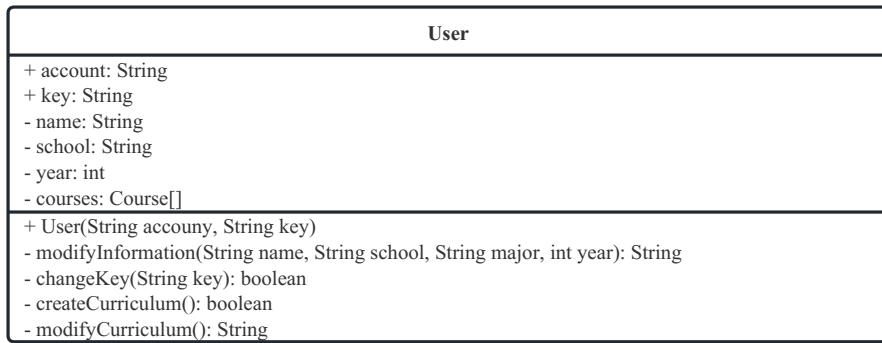 User
+ account: String
+ key: String
- name: String
- school: String
- year: int
- courses: Course[]
+ User(String accouny, String key)
- modifyInformation(String name, String school, String major, int year): String
- changeKey(String key): boolean
- createCurriculum(): boolean
- modifyCurriculum(): String